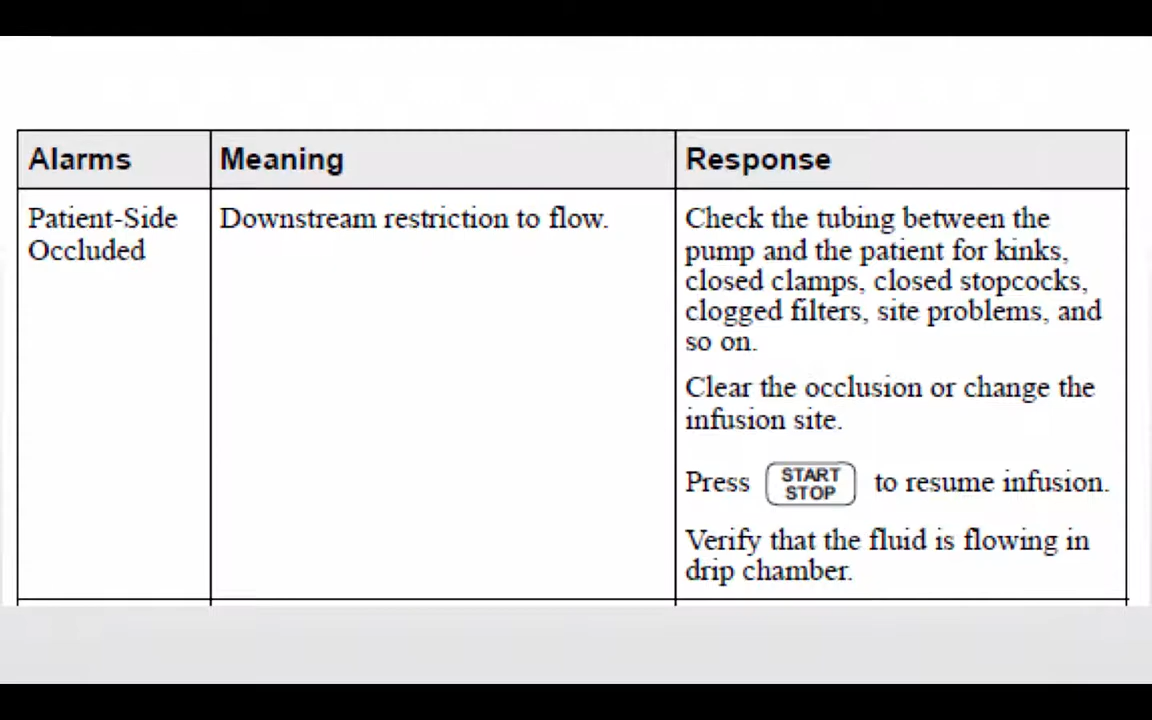 Alarms
Meaning
Response
Patient-Side
Occluded
Downstream restriction to flow.
Check the tubing between the
pump and the patient for kinks,
closed clamps, closed stopcocks,
clogged filters, site problems, and
so on.
Clear the occlusion or change the
infusion site.
Press START STOP to resume infusion.
Verify that the fluid is flowing in
drip chamber.